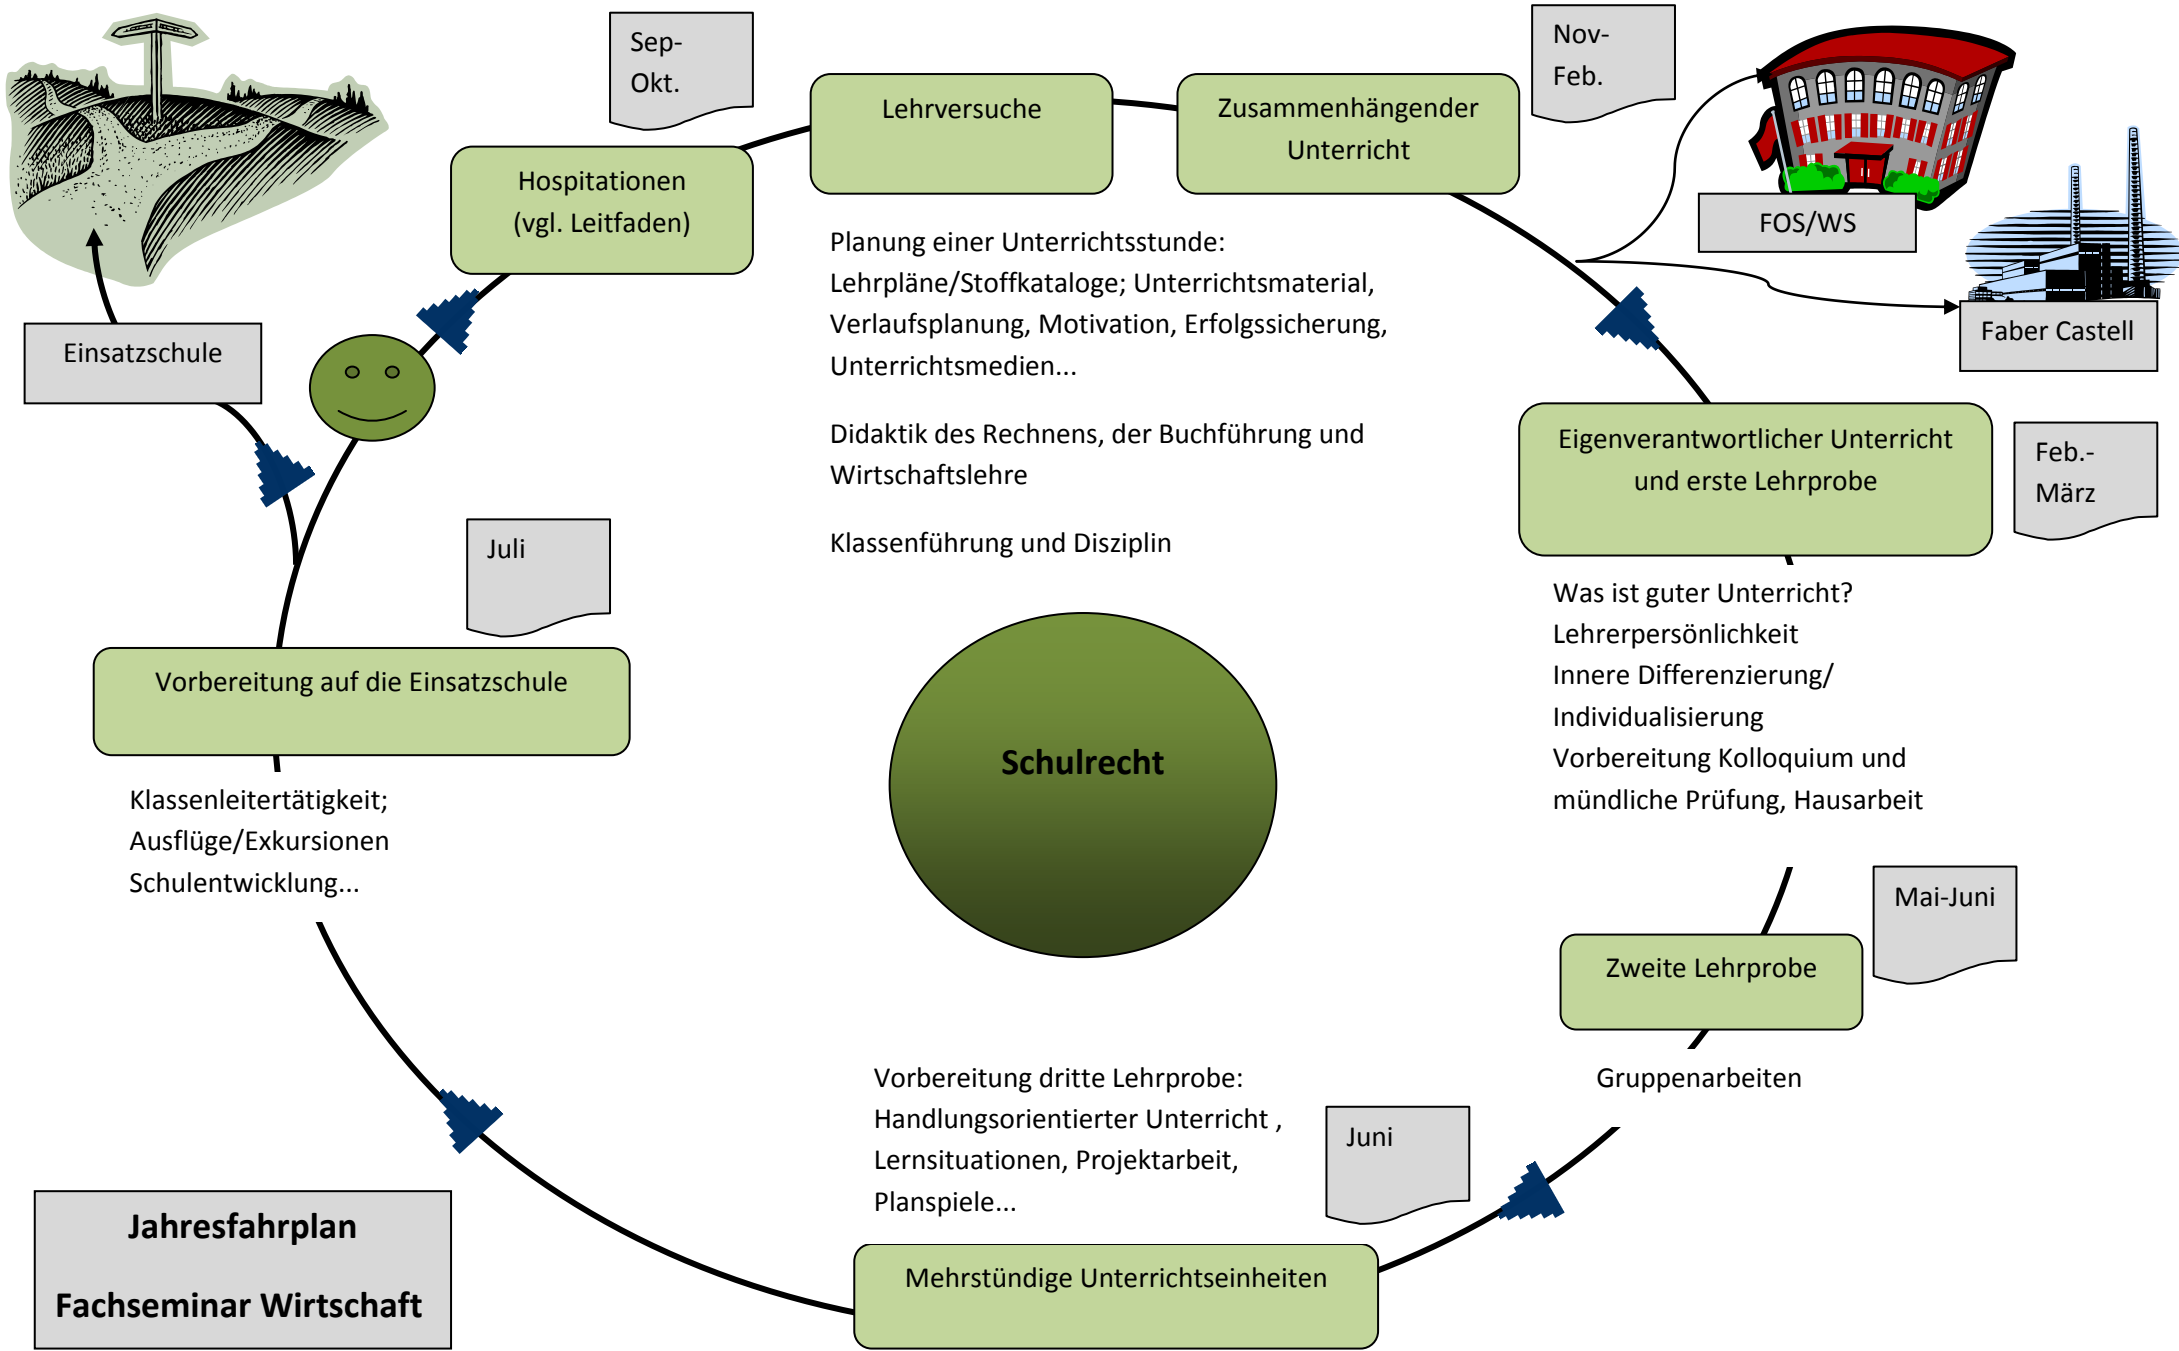 Sep-
Okt.
Nov-
Feb.
Lehrversuche
Zusammenhängender
Unterricht
Hospitationen
(vgl. Leitfaden)
FOS/WS
Faber Castell
Einsatzschule
Planung einer Unterrichtsstunde:
Lehrpläne/Stoffkataloge; Unterrichtsmaterial,
Verlaufsplanung, Motivation, Erfolgssicherung,
Unterrichtsmedien...
Didaktik des Rechnens, der Buchführung und
Wirtschaftslehre
Klassenführung und Disziplin
Eigenverantwortlicher Unterricht
und erste Lehrprobe
Feb.-
März
Juli
Was ist guter Unterricht?
Lehrerpersönlichkeit
Innere Differenzierung/
Individualisierung
Vorbereitung Kolloquium und
mündliche Prüfung, Hausarbeit
Vorbereitung auf die Einsatzschule
Schulrecht
Klassenleitertätigkeit;
Ausflüge/Exkursionen
Schulentwicklung...
Mai-Juni
Zweite Lehrprobe
Gruppenarbeiten
Vorbereitung dritte Lehrprobe:
Handlungsorientierter Unterricht ,
Lernsituationen, Projektarbeit,
Planspiele...
Juni
Mehrstündige Unterrichtseinheiten
Jahresfahrplan
Fachseminar Wirtschaft